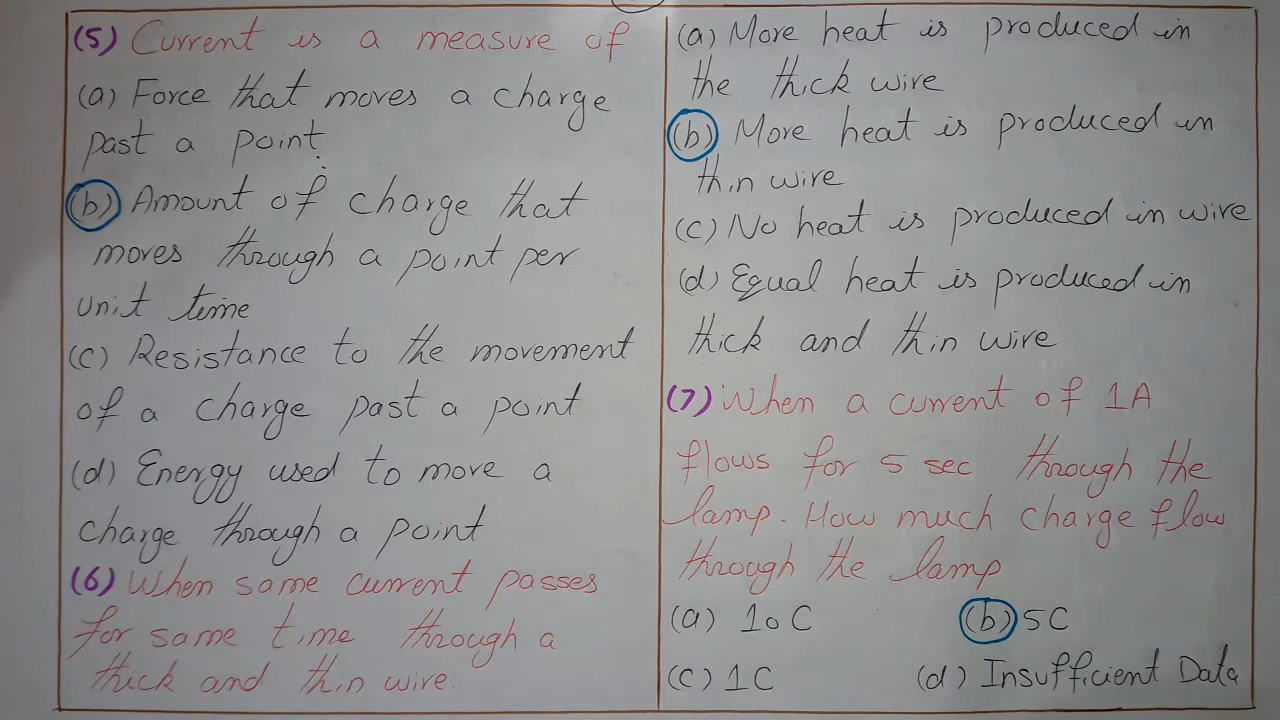 (5) Current is a measure of
(a) Force that moves a charge
past a point.
(b) Amount of charge that
moves through a point per
unit time
(c) Resistance to the movement
of a charge past a point
(d) Energy used to move a
charge through a point
(6) When same current passes
for same time through a
thick and thin wire.
(a) More heat is produced in
the thick wire
(b) More heat is produced in
thin wire
(c) No heat is produced in wire
(d) Equal heat is produced in
thick and thin wire
(7) When a current of 1A
flows for 5 sec through the
lamp. How much charge flow
through the lamp
(a) 10 C (b) 5C
(c) 1C (d) Insufficient Data